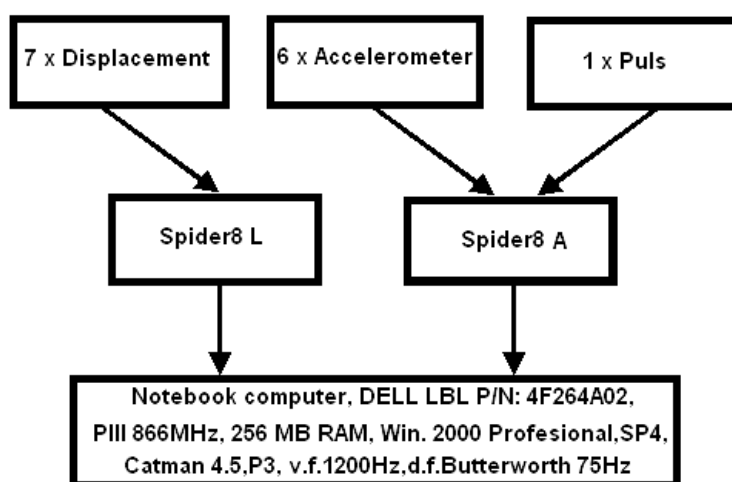 7 x Displacement
6 x Accelerometer
1 x Puls
Spider8 L
Spider8 A
Notebook computer, DELL LBL P/N: 4F264A02,
PIII 866MHz, 256 MB RAM, Win. 2000 Profesional,SP4,
Catman 4.5,P3, v.f.1200Hz,d.f.Butterworth 75Hz